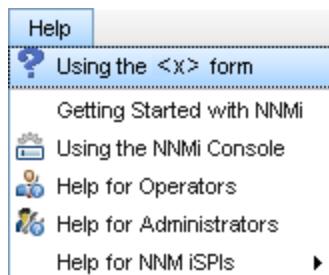 Help
Using the <x> form
Getting Started with NNMi
Using the NNMi Console
Help for Operators
Help for Administrators
Help for NNM iSPIs